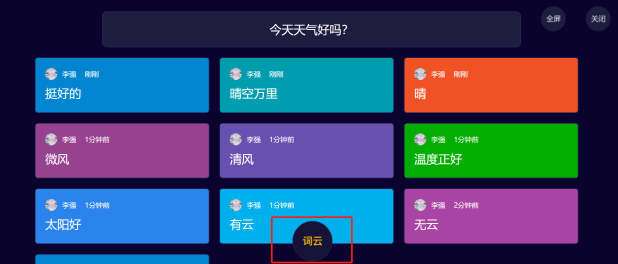 今天天气好吗?
全屏
关闭
李强 刚刚
挺好的
李强 刚刚
晴空万里
李强 刚刚
晴
李强 1分钟前
微风
李强 1分钟前
清风
李强 1分钟前
温度正好
李强 1分钟前
太阳好
李强 1分钟前
有云
李强 2分钟前
无云
词云